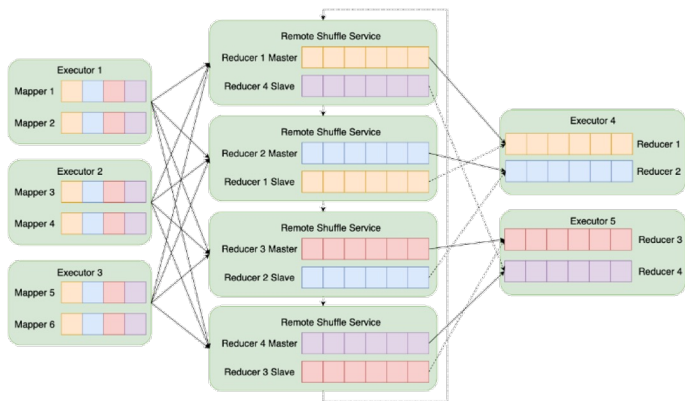 Executor 1
Mapper 1
Mapper 2
Executor 2
Mapper 3
Mapper 4
Executor 3
Mapper 5
Mapper 6
Remote Shuffle Service
Reducer 1 Master
Reducer 4 Slave
Remote Shuffle Service
Reducer 2 Master
Reducer 1 Slave
Remote Shuffle Service
Reducer 3 Master
Reducer 2 Slave
Remote Shuffle Service
Reducer 4 Master
Reducer 3 Slave
Executor 4
Reducer 1
Reducer 2
Executor 5
Reducer 3
Reducer 4